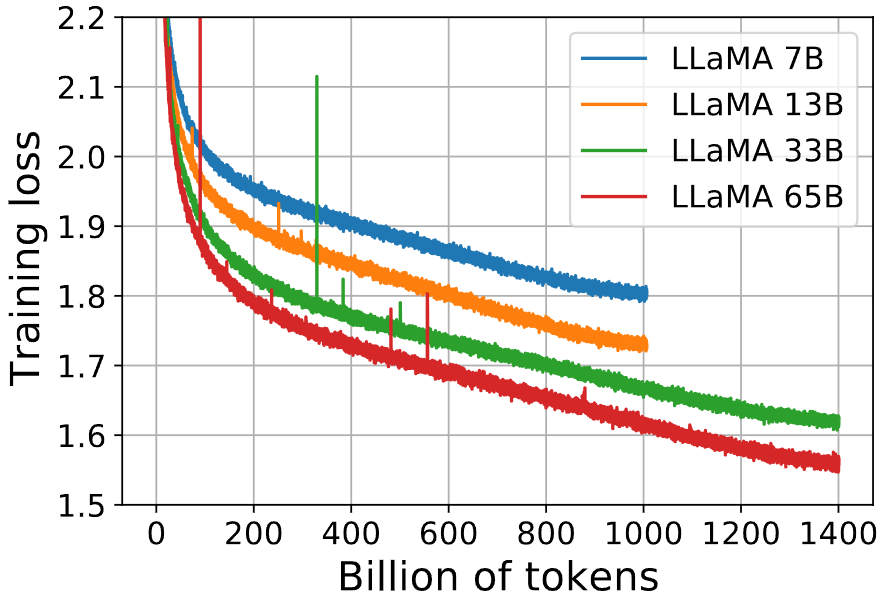 2.2
2.1
2.0
1.9
1.8
1.7
1.6
1.5
Training loss
0 200 400 600 800 1000 1200 1400
Billion of tokens
LLaMA 7B
LLaMA 13B
LLaMA 33B
LLaMA 65B